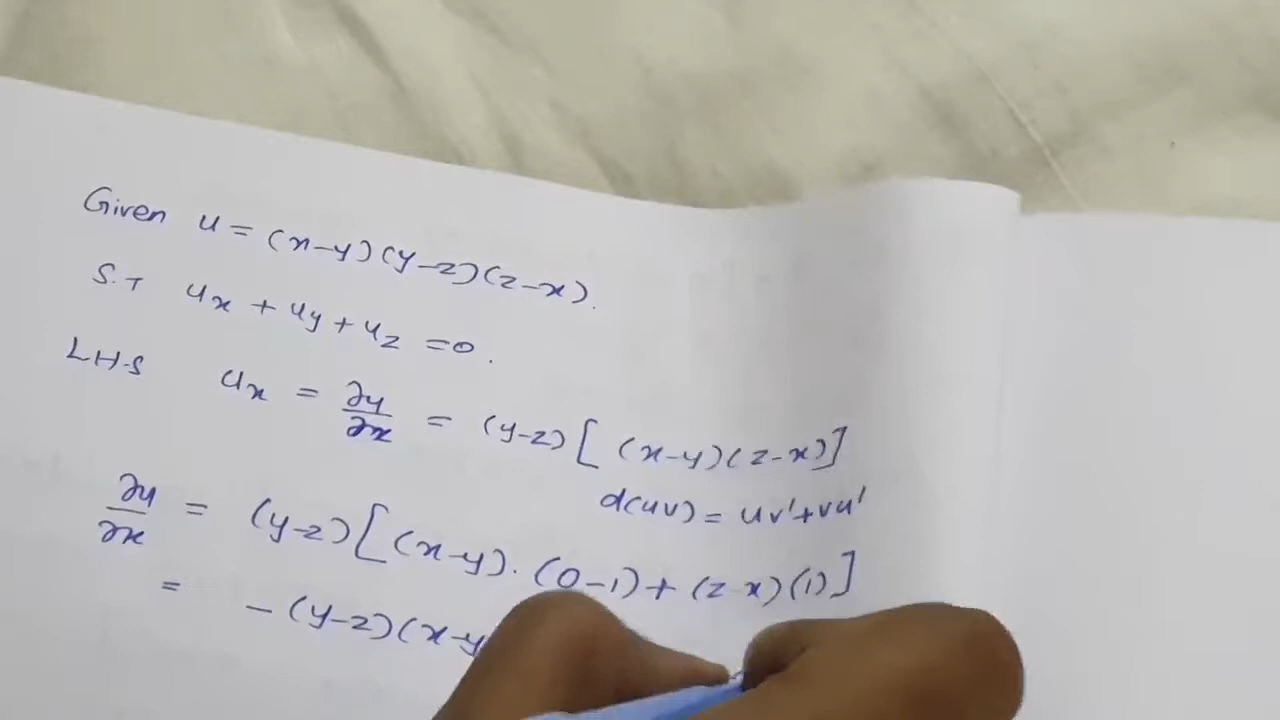 Given u = (x-y)(y-z)(z-x).
S.T ux + uy + uz = 0.
LHS ux = ∂u/∂x = (y-z)[(x-y)(z-x)]
d(uv) = uv'+vu'
∂u/∂x = (y-z)[(x-y).(0-1)+(z-x)(1)]
= -(y-z)(x-y